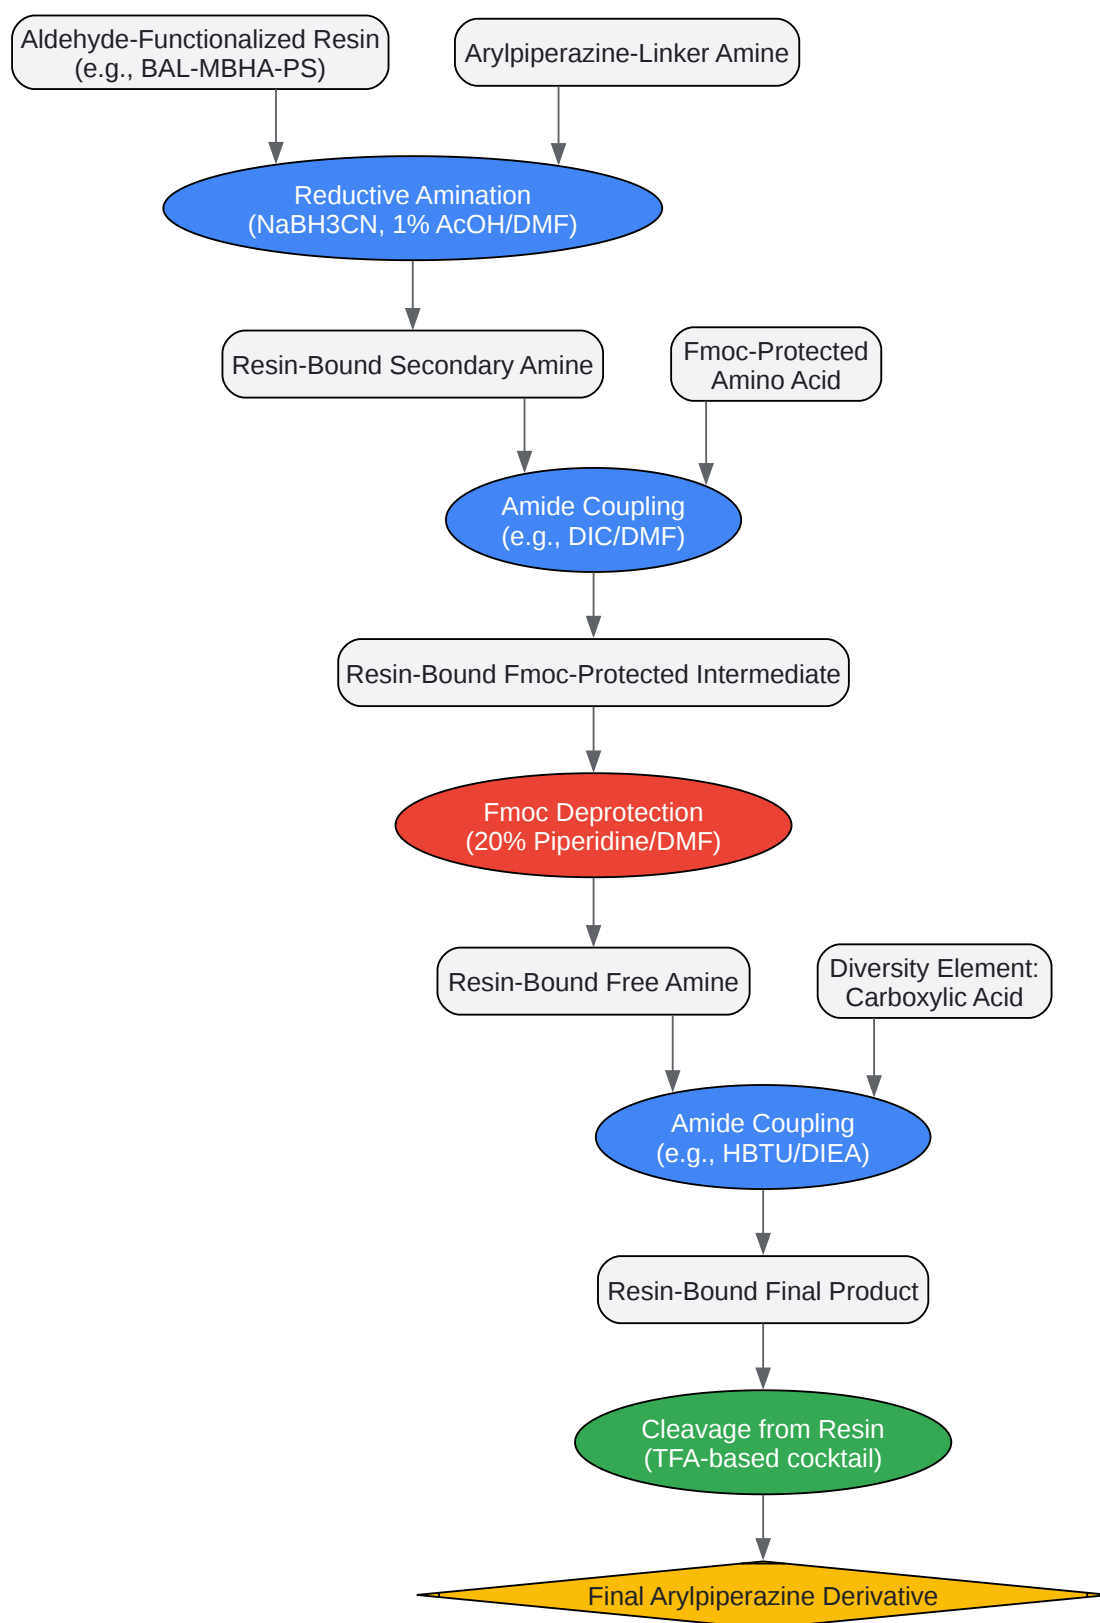 Aldehyde-Functionalized Resin
(e.g., BAL-MBHA-PS)
Arylpiperazine-Linker Amine
Reductive Amination
(NaBH3CN, 1% AcOH/DMF)
Resin-Bound Secondary Amine
Fmoc-Protected
Amino Acid
Amide Coupling
(e.g., DIC/DMF)
Resin-Bound Fmoc-Protected Intermediate
Fmoc Deprotection
(20% Piperidine/DMF)
Resin-Bound Free Amine
Diversity Element:
Carboxylic Acid
Amide Coupling
(e.g., HBTU/DIEA)
Resin-Bound Final Product
Cleavage from Resin
(TFA-based cocktail)
Final Arylpiperazine Derivative